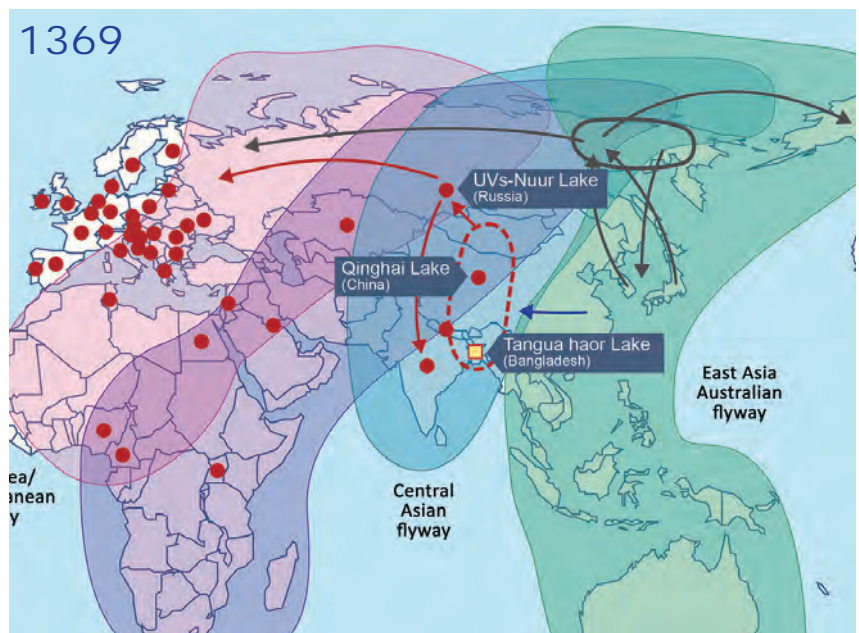 1369
UVs-Nuur Lake
(Russia)
Qinghai Lake
(China)
Tangua haor Lake
(Bangladesh)
East Asia
Australian
flyway
ea/
anean
y
Central
Asian
flyway